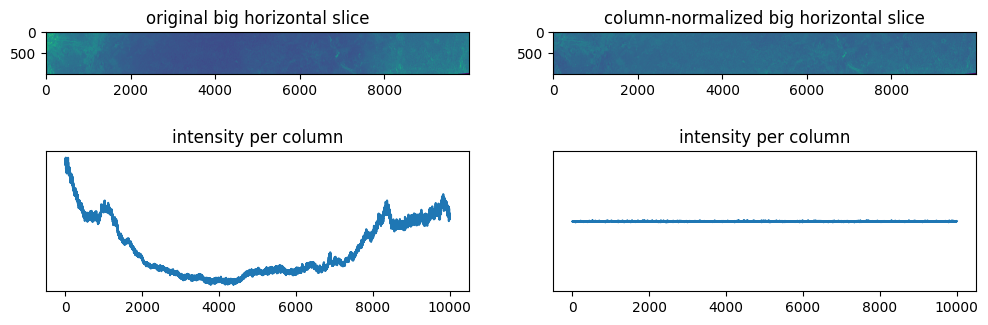 original big horizontal slice
0
500
0 2000 4000 6000 8000
column-normalized big horizontal slice
0
500
0 2000 4000 6000 8000
intensity per column
0 2000 4000 6000 8000 10000
intensity per column
0 2000 4000 6000 8000 10000